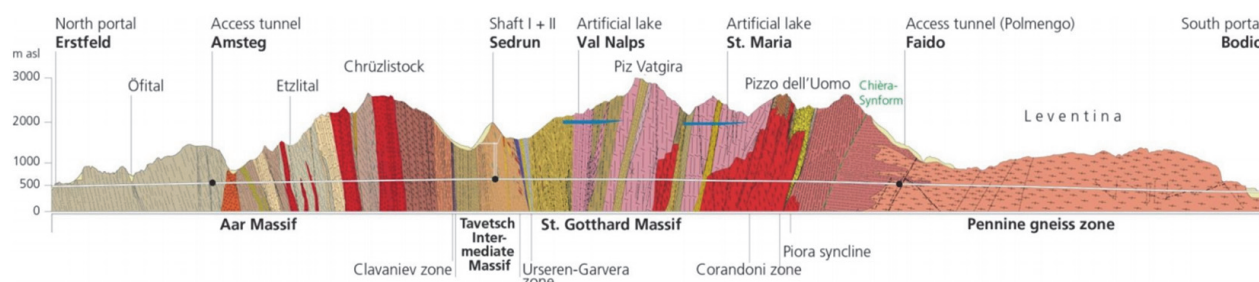 North portal
Erstfeld
Access tunnel
Amsteg
Shaft I + II
Sedrun
Artificial lake
Val Nalps
Artificial lake
St. Maria
Access tunnel (Polmengo)
Faido
South porta
Bodio
m asl
3000
2000
1000
500
0
Öfital
Etzlital
Chrüzlistock
Piz Vatgira
Pizzo dell'Uomo
Chièra-
Synform
Leventina
Aar Massif
Tavetsch
Inter-
mediate
Massif
St. Gotthard Massif
Pennine gneiss zone
Clavaniev zone
Urseren-Garvera
zone
Corandoni zone
Piora syncline